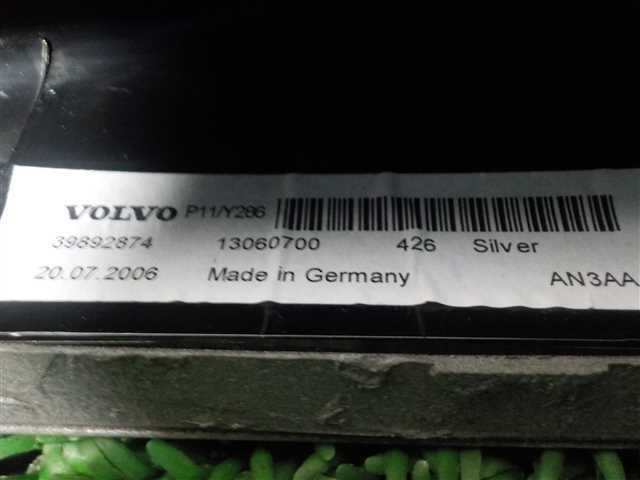 VOLVO P11/Y286
39892874 13060700 426 Silver
20.07.2006 Made in Germany AN3AA